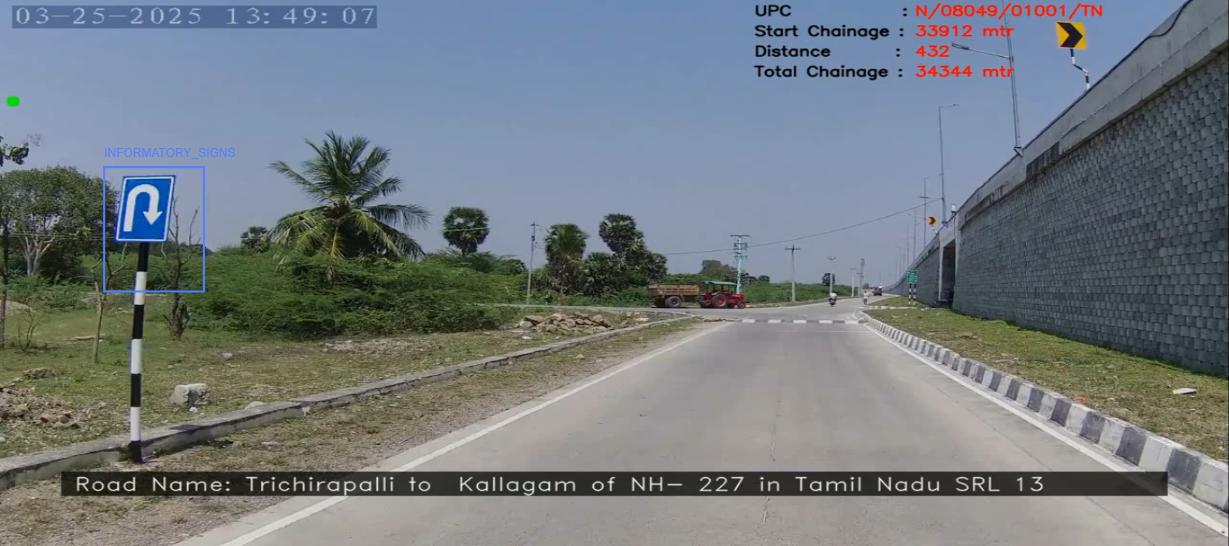 03-25-2025 13:49:07
UPC : N/08049/01001/TN
Start Chainage : 33912 mtr
Distance : 432
Total Chainage : 34344 mtr
INFORMATORY_SIGNS
Road Name: Trichirapalli to Kallagam of NH- 227 in Tamil Nadu SRL 13